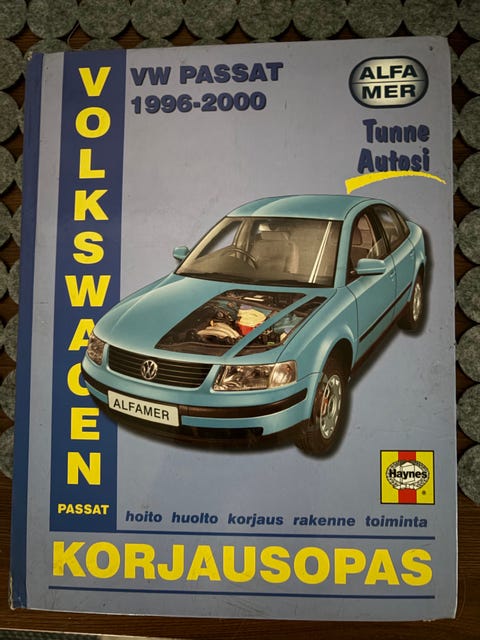 VOLKSWAGEN
PASSAT
VW PASSAT
1996-2000
ALFA
MER
Tunne
Autosi
ALFAMER
Haynes
®
hoito huolto korjaus rakenne toiminta
KORJAUSOPAS